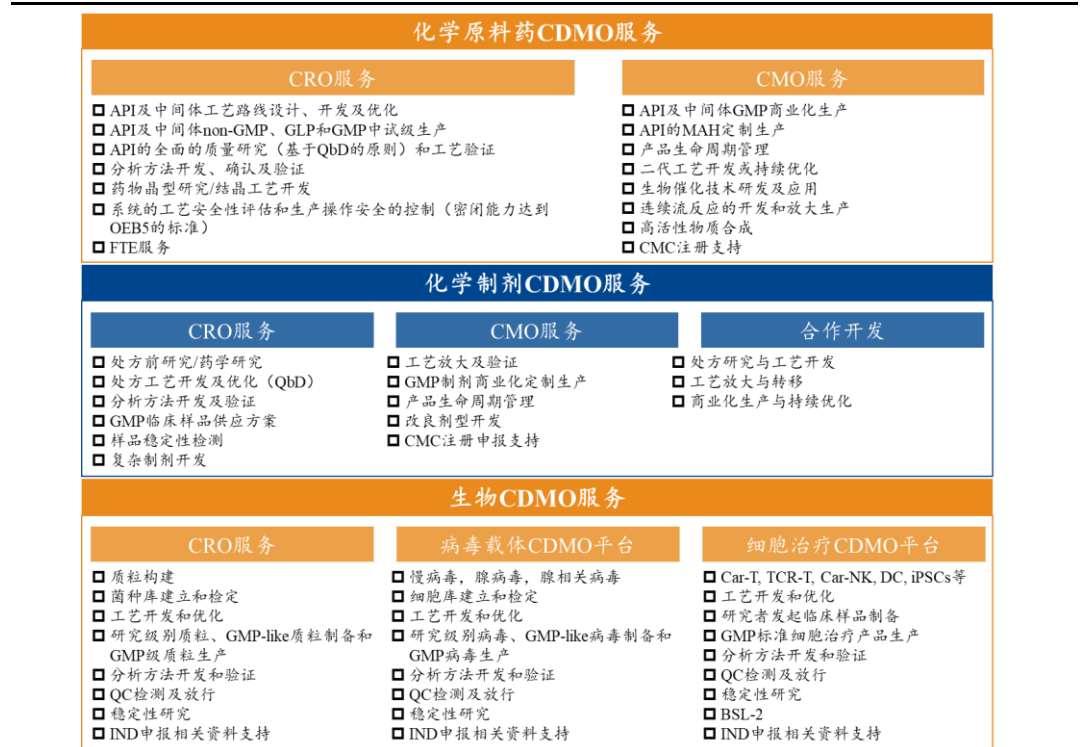 化学原料药CDMO服务
CRO服务
API及中间体工艺路线设计、开发及优化
API及中间体non-GMP、GLP和GMP中试级生产
API的全面的质量研究（基于QbD的原则）和工艺验证
分析方法开发、确认及验证
药物晶型研究/结晶工艺开发
系统的工艺安全性评估和生产操作安全的控制（密闭能力达到
OEB5的标准）
FTE服务
CMO服务
API及中间体GMP商业化生产
API的MAH定制生产
产品生命周期管理
二代工艺开发或持续优化
生物催化技术研发及应用
连续流反应的开发和放大生产
高活性物质合成
CMC注册支持
化学制剂CDMO服务
CRO服务
处方前研究/药学研究
处方工艺开发及优化（QbD）
分析方法开发及验证
GMP临床样品供应方案
样品稳定性检测
复杂制剂开发
CMO服务
工艺放大及验证
GMP制剂商业化定制生产
产品生命周期管理
改良剂型开发
CMC注册申报支持
合作开发
处方研究与工艺开发
工艺放大与转移
商业化生产与持续优化
生物CDMO服务
CRO服务
质粒构建
菌种库建立和检定
工艺开发和优化
研究级别质粒、GMP-like质粒制备和
GMP级质粒生产
分析方法开发和验证
QC检测及放行
稳定性研究
IND申报相关资料支持
病毒载体CDMO平台
慢病毒，腺病毒，腺相关病毒
细胞库建立和检定
工艺开发和优化
研究级别病毒、GMP-like病毒制备和
GMP病毒生产
分析方法开发和验证
QC检测及放行
稳定性研究
IND申报相关资料支持
细胞治疗CDMO平台
Car-T, TCR-T, Car-NK, DC, iPSCs等
工艺开发和优化
研究者发起临床样品制备
GMP标准细胞治疗产品生产
分析方法开发和验证
QC检测及放行
稳定性研究
BSL-2
IND申报相关资料支持